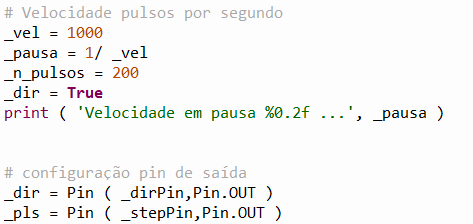 # Velocidade pulsos por segundo
_vel = 1000
_pausa = 1/ _vel
_n_pulsos = 200
_dir = True
print ( 'Velocidade em pausa %0.2f ...', _pausa )
# configuração pin de saída
_dir = Pin ( _dirPin,Pin.OUT )
_pls = Pin ( _stepPin,Pin.OUT )